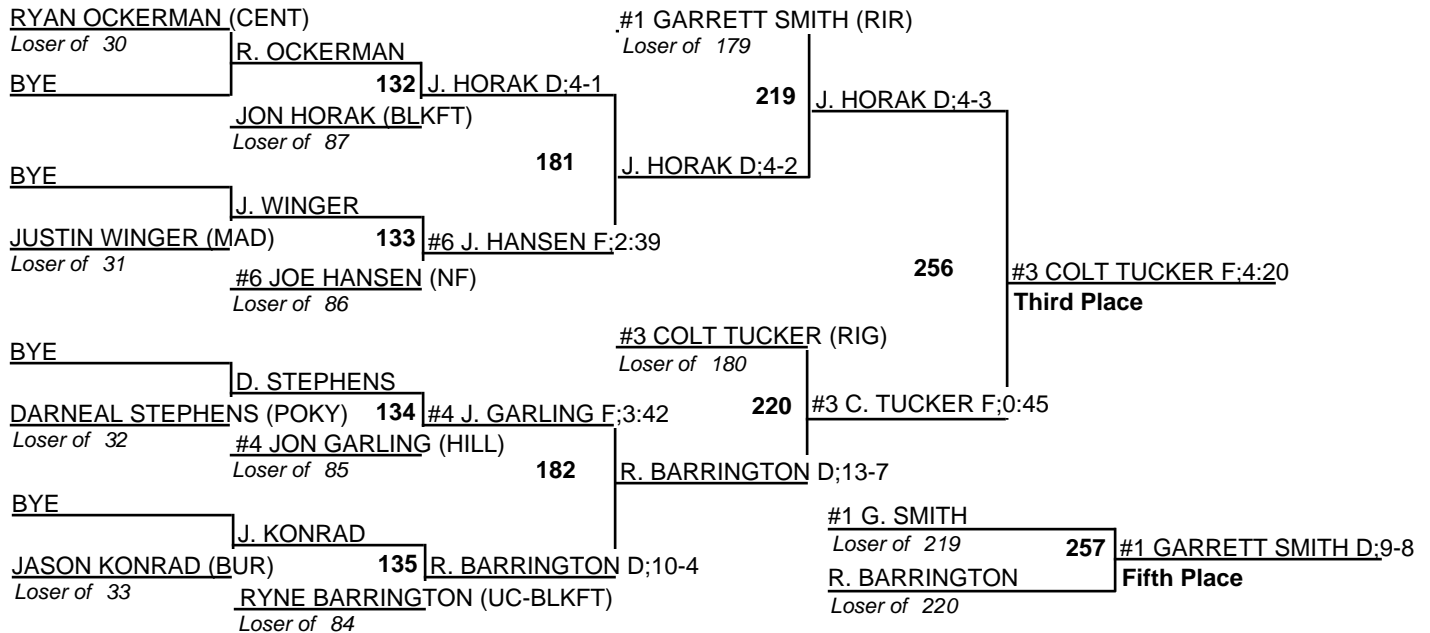 RYAN OCKERMAN (CENT)
Loser of 30
R. OCKERMAN
BYE
132
J. HORAK D;4-1
JON HORAK (BLKFT)
Loser of 87
181
J. HORAK D;4-2
BYE
J. WINGER
JUSTIN WINGER (MAD)
Loser of 31
133
#6 J. HANSEN F;2:39
#6 JOE HANSEN (NF)
Loser of 86
#1 GARRETT SMITH (RIR)
Loser of 179
219
J. HORAK D;4-3
256
#3 COLT TUCKER F;4:20
Third Place
BYE
D. STEPHENS
DARNEAL STEPHENS (POKY)
Loser of 32
134
#4 J. GARLING F;3:42
#4 JON GARLING (HILL)
Loser of 85
182
R. BARRINGTON D;13-7
BYE
J. KONRAD
JASON KONRAD (BUR)
Loser of 33
135
R. BARRINGTON D;10-4
RYNE BARRINGTON (UC-BLKFT)
Loser of 84
#3 COLT TUCKER (RIG)
Loser of 180
220
#3 C. TUCKER F;0:45
#1 G. SMITH
Loser of 219
257
#1 GARRETT SMITH D;9-8
Fifth Place
R. BARRINGTON
Loser of 220